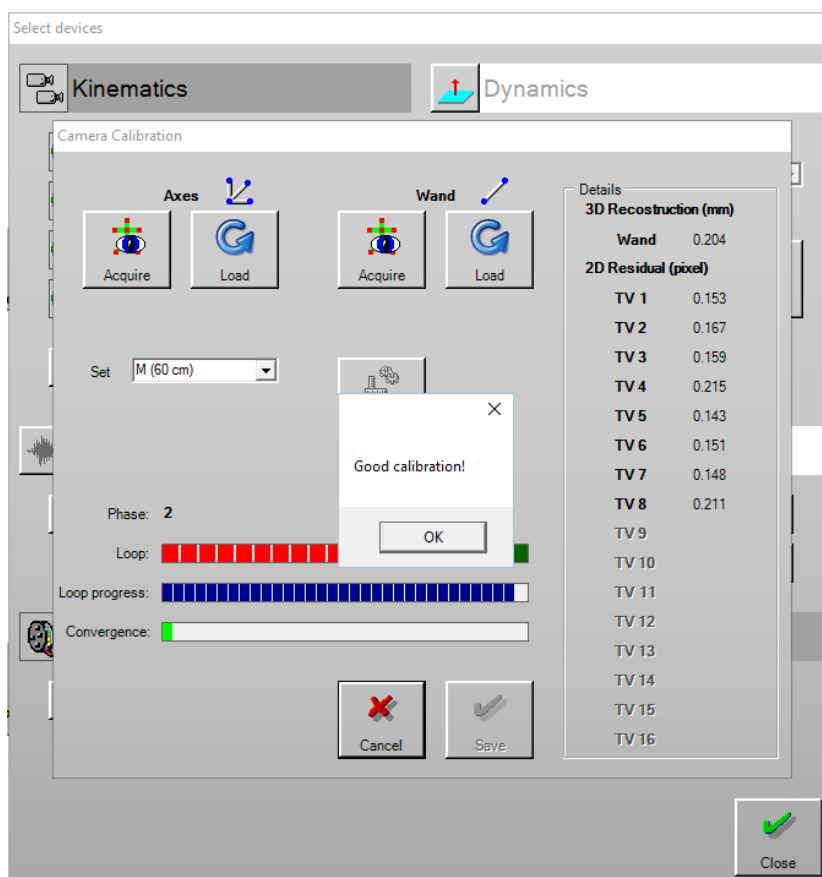 Select devices
Kinematics
Dynamics
Camera Calibration
Axes
Wand
Acquire
Load
Acquire
Load
Set
M (60 cm)
Good calibration!
OK
Phase: 2
Loop:
Loop progress:
Convergence:
Cancel
Save
Details
3D Recostruction (mm)
Wand 0.204
2D Residual (pixel)
TV 1 0.153
TV 2 0.167
TV 3 0.159
TV 4 0.215
TV 5 0.143
TV 6 0.151
TV 7 0.148
TV 8 0.211
TV 9
TV 10
TV 11
TV 12
TV 13
TV 14
TV 15
TV 16
Close